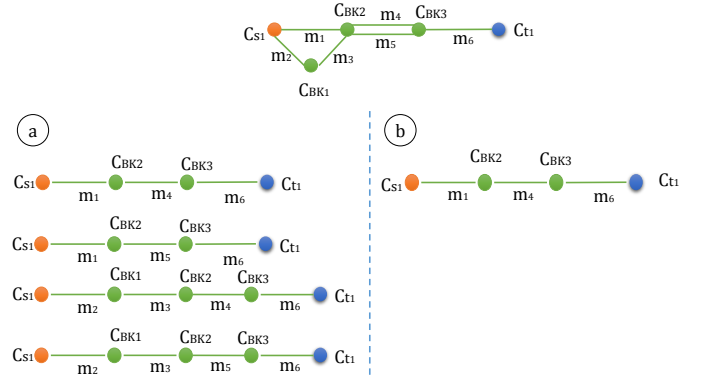 CBK2 m4 CBK3
Cs1 m1 m5 m6 Ct1
m2 m3
CBK1
a
CBK2 CBK3
Cs1 m1 m4 m6 Ct1
CBK2 CBK3
Cs1 m1 m5 m6 Ct1
CBK1 CBK2 CBK3
Cs1 m2 m3 m4 m6 Ct1
CBK1 CBK2 CBK3
Cs1 m2 m3 m5 m6 Ct1
b
CBK2 CBK3
Cs1 m1 m4 m6 Ct1